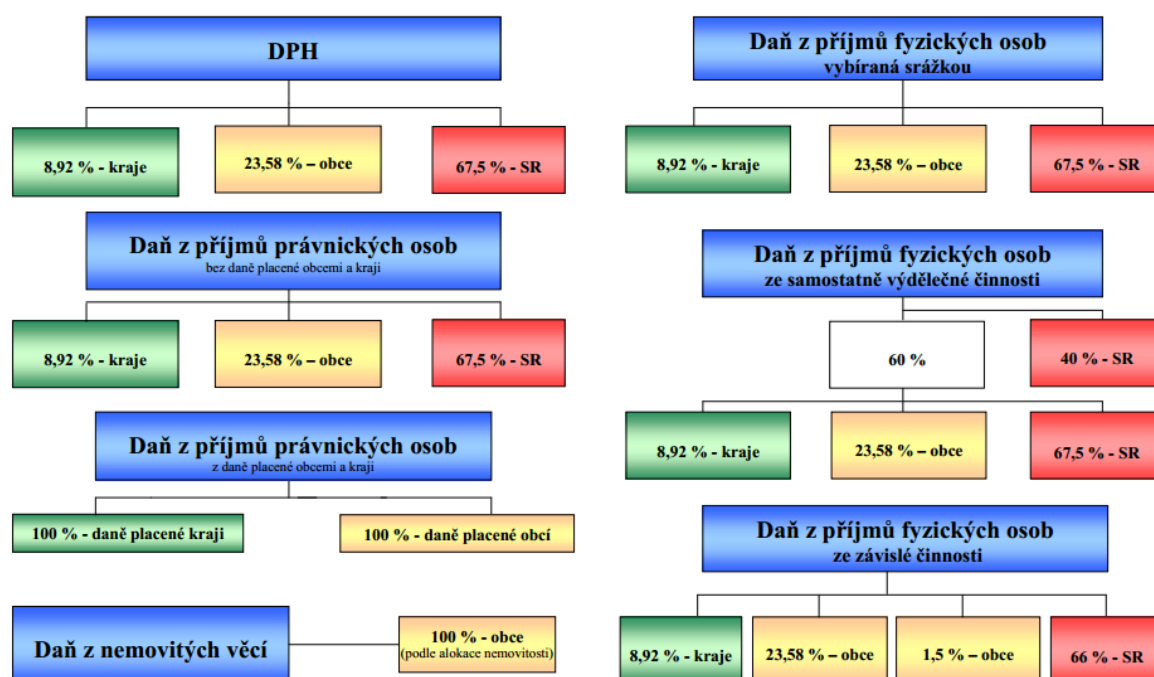 DPH
8,92 % - kraje
23,58 % – obce
67,5 % - SR
Daň z příjmů právnických osob
bez daně placené obcemi a kraji
8,92 % - kraje
23,58 % – obce
67,5 % - SR
Daň z příjmů právnických osob
z daně placené obcemi a kraji
100 % - daně placené kraji
100 % - daně placené obcí
Daň z nemovitých věcí
100 % - obce
(podle alokace nemovitosti)
Daň z příjmů fyzických osob
vybíraná srážkou
8,92 % - kraje
23,58 % – obce
67,5 % - SR
Daň z příjmů fyzických osob
ze samostatně výdělečné činnosti
60 %
40 % - SR
8,92 % - kraje
23,58 % – obce
67,5 % - SR
Daň z příjmů fyzických osob
ze závislé činnosti
8,92 % - kraje
23,58 % – obce
1,5 % – obce
66 % - SR